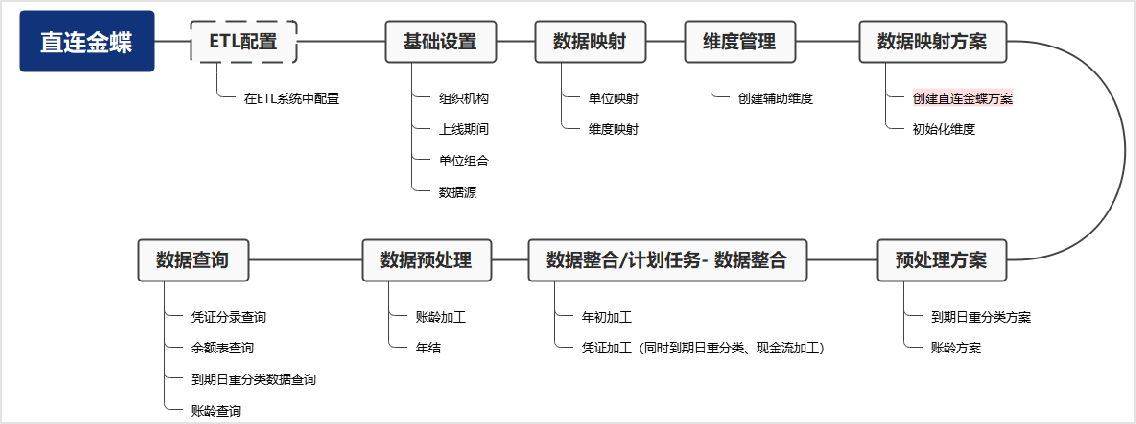 直连金蝶
ETL配置
基础设置
数据映射
维度管理
数据映射方案
在ETL系统中配置
组织机构
单位映射
创建辅助维度
创建直连金蝶方案
上线期间
维度映射
初始化维度
单位组合
数据源
数据查询
数据预处理
数据整合/计划任务- 数据整合
预处理方案
凭证分录查询
账龄加工
年初加工
到期日重分类方案
余额表查询
年结
凭证加工（同时到期日重分类、现金流加工）
账龄方案
到期日重分类数据查询
账龄查询